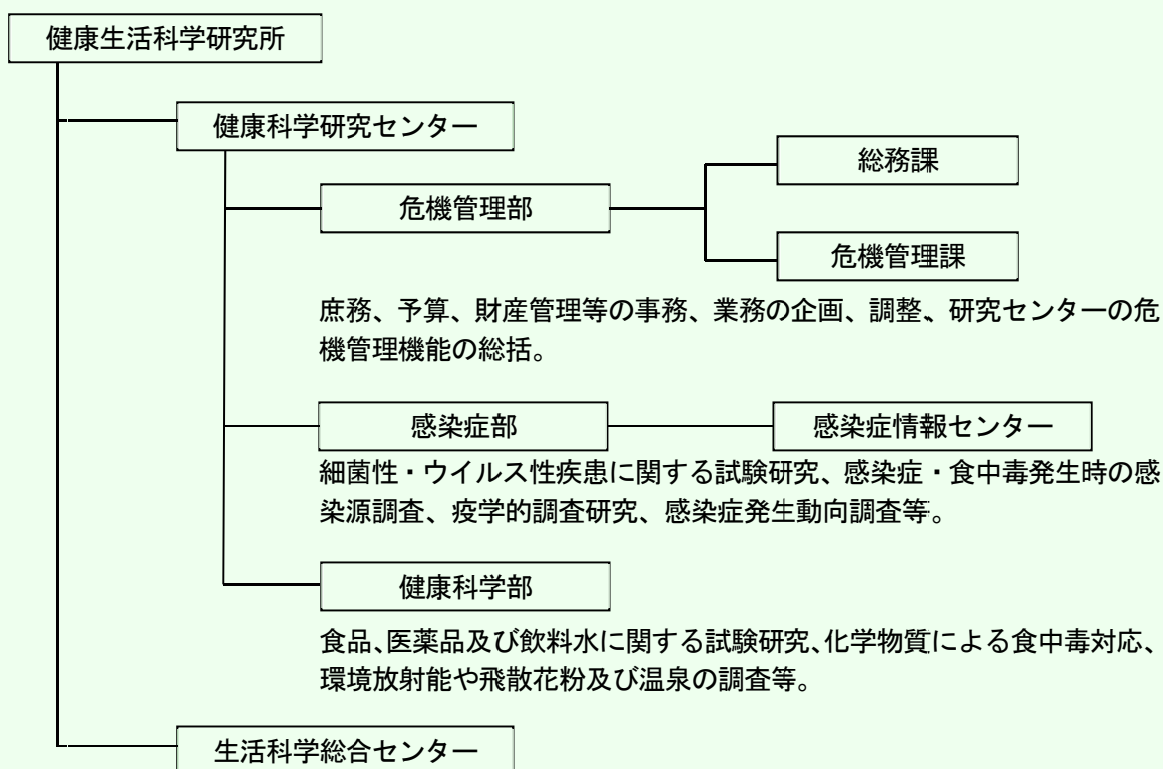 健康生活科学研究所
健康科学研究センター
総務課
危機管理部
危機管理課
庶務、予算、財産管理等の事務、業務の企画、調整、研究センターの危
機管理機能の総括。
感染症部
感染症情報センター
細菌性・ウイルス性疾患に関する試験研究、感染症・食中毒発生時の感
染源調査、疫学的調査研究、感染症発生動向調査等。
健康科学部
食品、医薬品及び飲料水に関する試験研究、化学物質による食中毒対応、
環境放射能や飛散花粉及び温泉の調査等。
生活科学総合センター